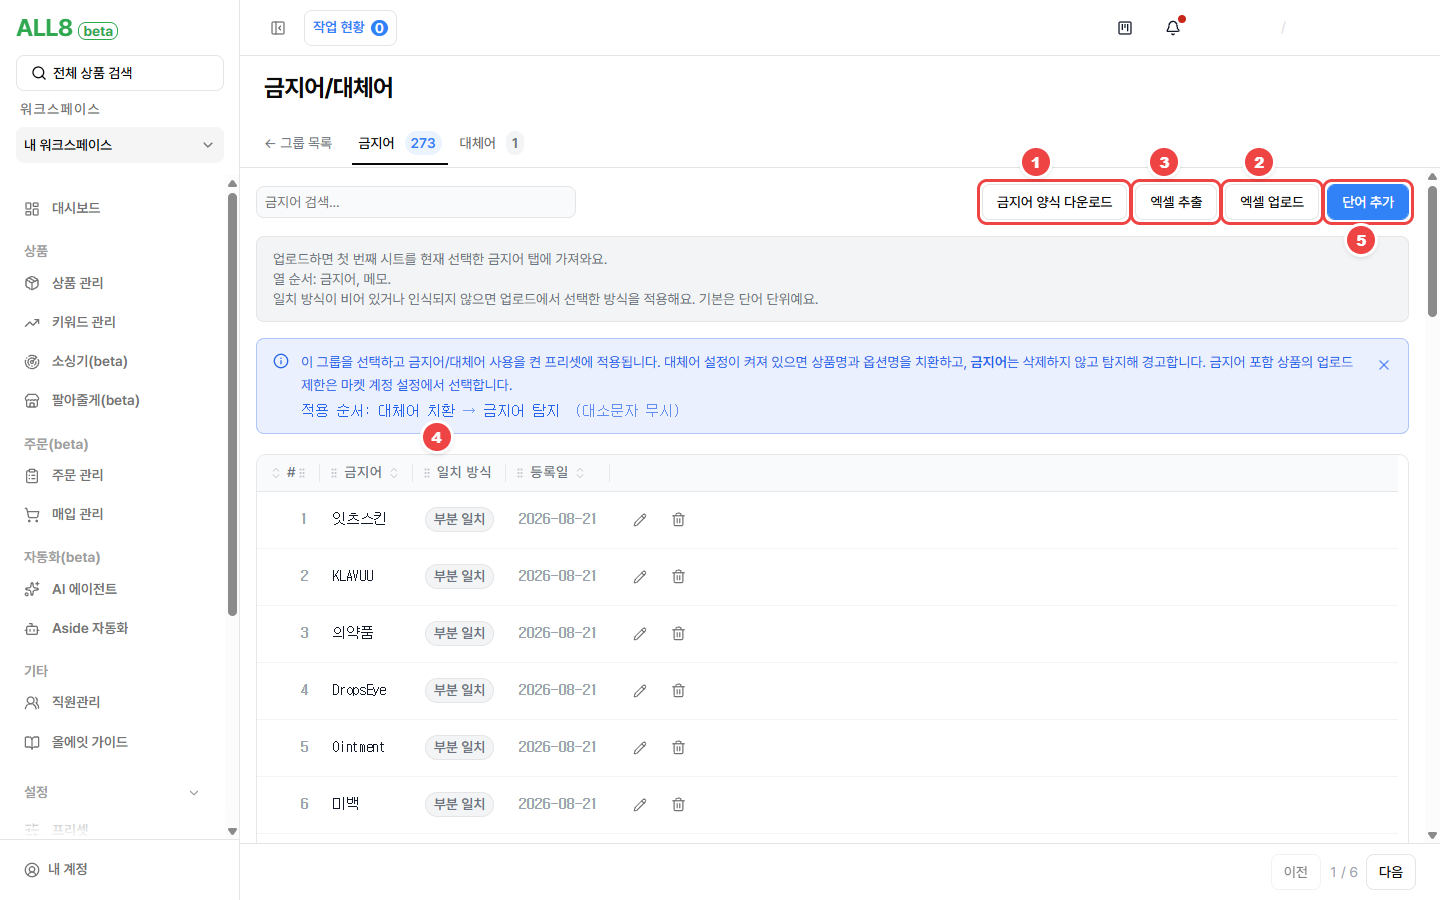 ALL8 beta
전체 상품 검색
워크스페이스
내 워크스페이스
대시보드
상품
상품 관리
키워드 관리
소싱기(beta)
팔아줄게(beta)
주문(beta)
주문 관리
매입 관리
자동화(beta)
AI 에이전트
Aside 자동화
기타
직원관리
올에잇 가이드
설정
프리셋
내 계정
작업 현황 0
/
금지어/대체어
← 그룹 목록 금지어 273 대체어 1
1 3 2
금지어 검색... 금지어 양식 다운로드 엑셀 추출 엑셀 업로드 단어 추가
5
업로드하면 첫 번째 시트를 현재 선택한 금지어 탭에 가져와요.
열 순서: 금지어, 메모.
일치 방식이 비어 있거나 인식되지 않으면 업로드에서 선택한 방식을 적용해요. 기본은 단어 단위예요.
이 그룹을 선택하고 금지어/대체어 사용을 켠 프리셋에 적용됩니다. 대체어 설정이 켜져 있으면 상품명과 옵션명을 치환하고, 금지어는 삭제하지 않고 탐지해 경고합니다. 금지어 포함 상품의 업로드
제한은 마켓 계정 설정에서 선택합니다.
적용 순서: 대체어 치환 → 금지어 탐지 (대소문자 무시)
4
# 금지어 일치 방식 등록일
1 잇츠스킨 부분 일치 2026-08-21
2 KLAVUU 부분 일치 2026-08-21
3 의약품 부분 일치 2026-08-21
4 DropsEye 부분 일치 2026-08-21
5 Ointment 부분 일치 2026-08-21
6 미백 부분 일치 2026-08-21
이전 1 / 6 다음